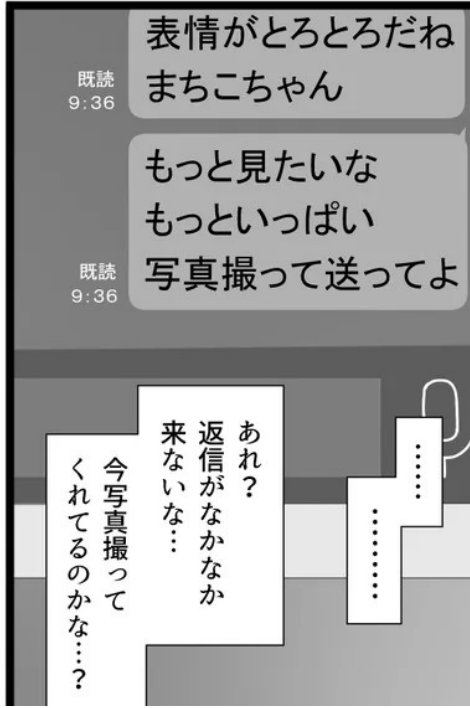 表情がとろとろだね
まちこちゃん
既読
9:36
もっと見たいな
もっといっぱい
写真撮って送ってよ
既読
9:36
………
…………
あれ?
返信がなかなか
来ないな…
今写真撮って
くれてるのかな…?